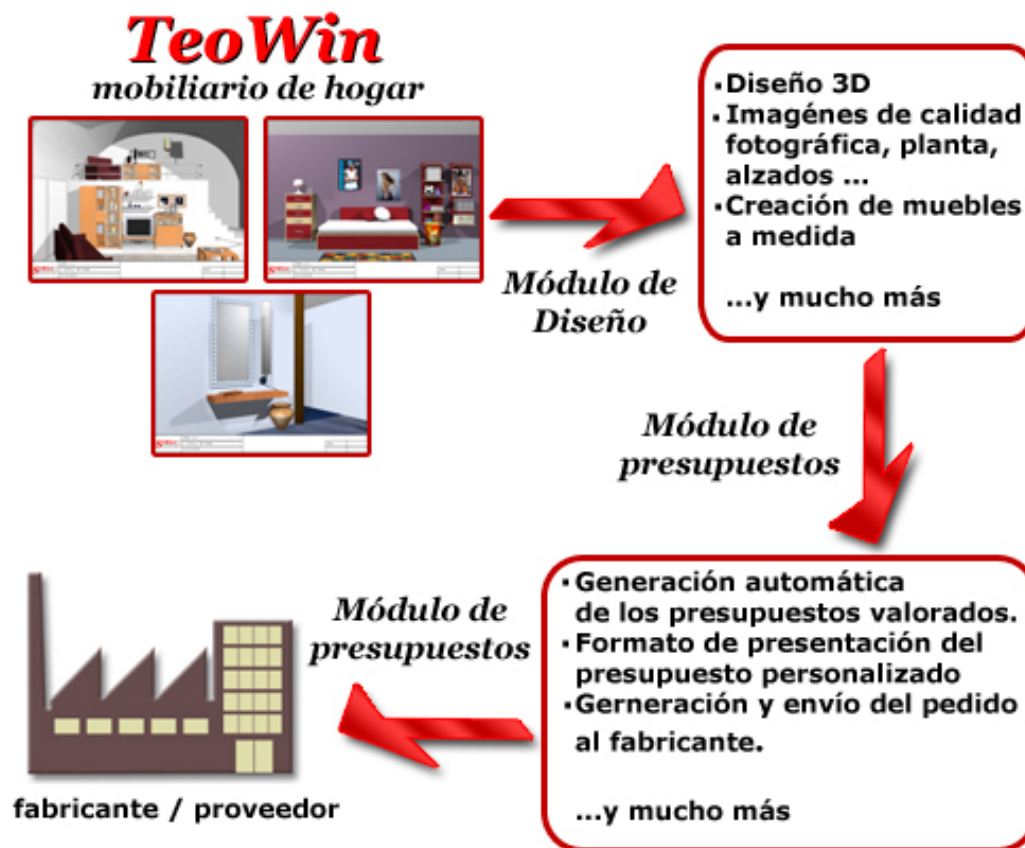 TeoWin
mobiliario de hogar
·Diseño 3D
·Imagénes de calidad
fotográfica, planta,
alzados ...
·Creación de muebles
a medida
...y mucho más
Módulo de
Diseño
Módulo de
presupuestos
·Generación automática
de los presupuestos valorados.
·Formato de presentación del
presupuesto personalizado
·Gerneración y envío del pedido
al fabricante.
...y mucho más
Módulo de
presupuestos
fabricante / proveedor